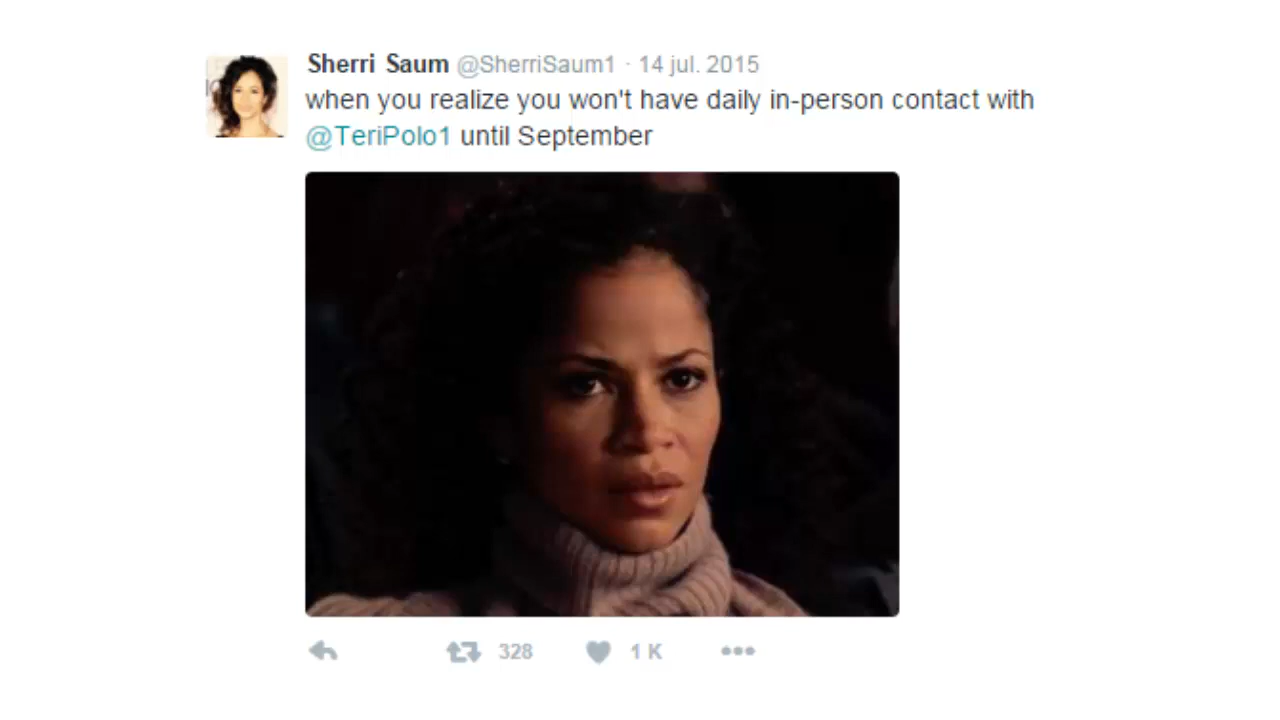 Sherri Saum @SherriSaum1 · 14 jul. 2015
when you realize you won't have daily in-person contact with
@TeriPolo1 until September
328 1 K